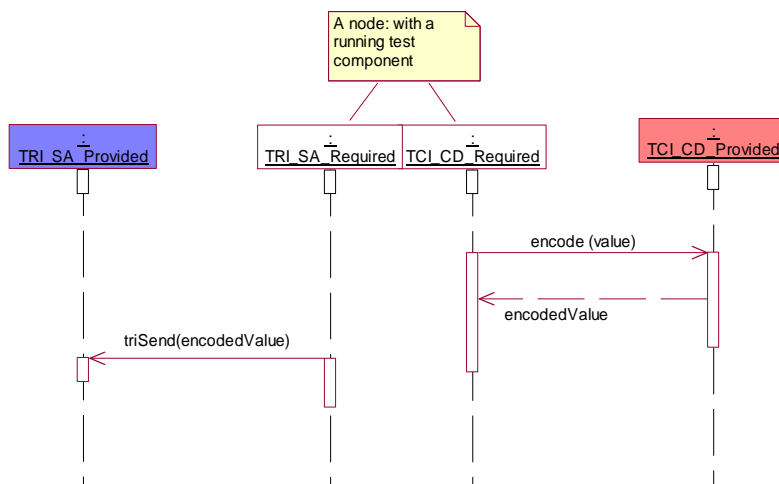 A node: with a
running test
component
:
TRI_SA_Provided
:
TRI_SA_Required
:
TCI_CD_Required
:
TCI_CD_Provided
encode (value)
encodedValue
triSend(encodedValue)